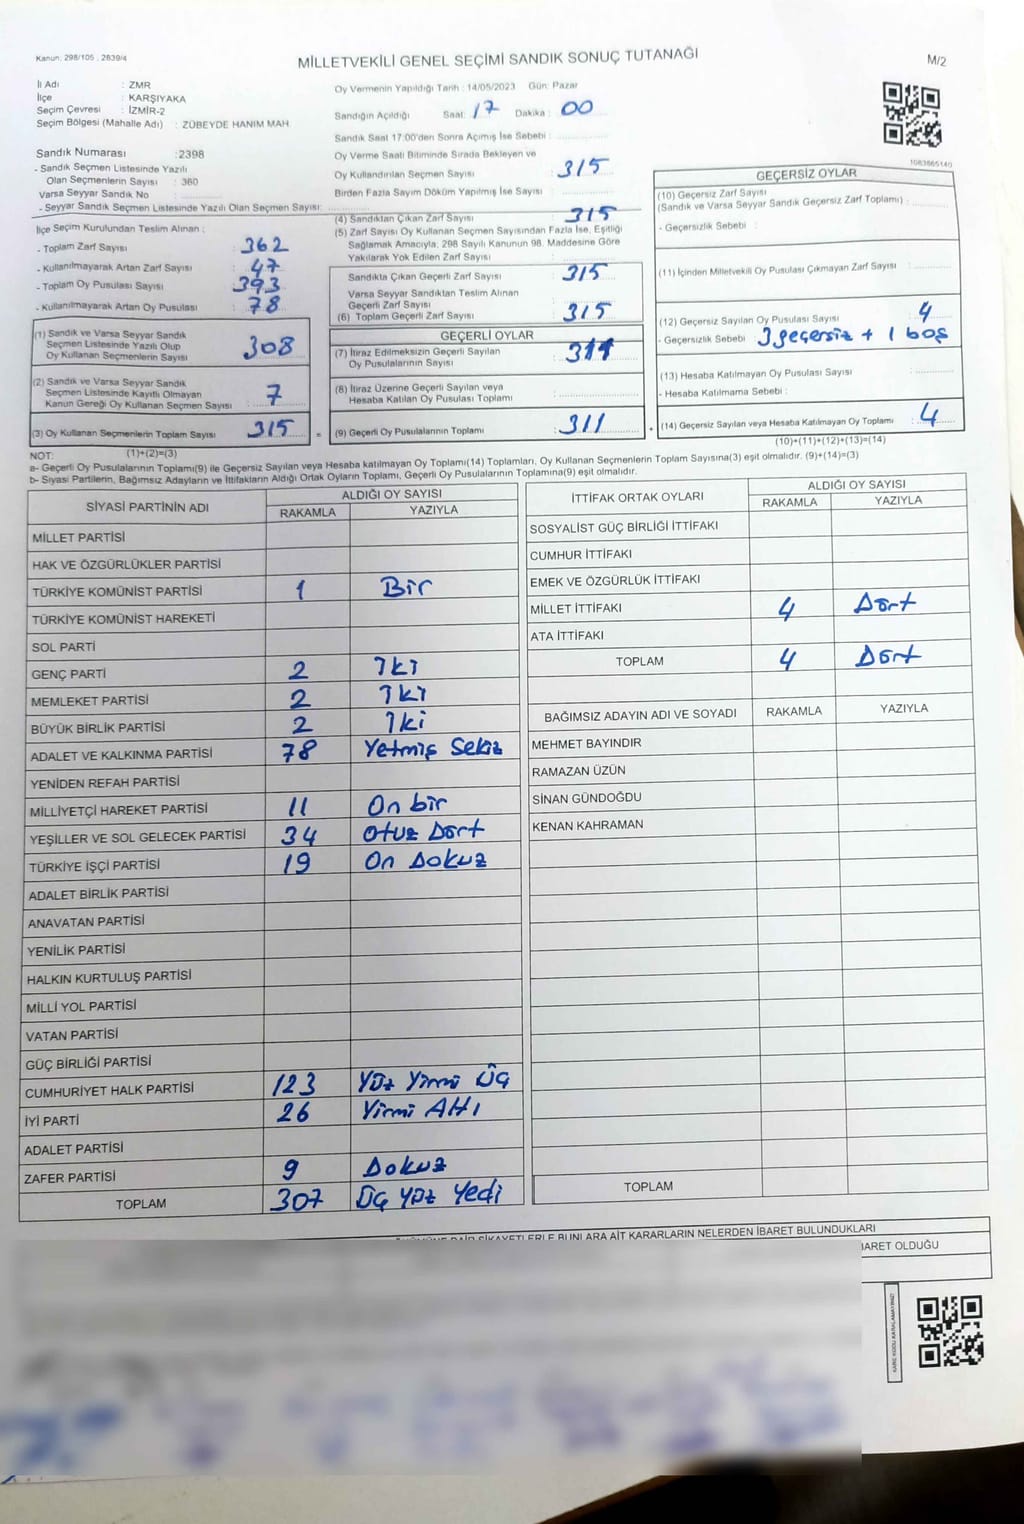 Kanun: 298/105 , 2839/4
MİLLETVEKİLİ GENEL SEÇİMİ SANDIK SONUÇ TUTANAĞI
M/2
İl Adı : ZMR
İlçe : KARŞIYAKA
Seçim Çevresi : İZMİR-2
Seçim Bölgesi (Mahalle Adı) : ZÜBEYDE HANIM MAH.
Sandık Numarası : 2398
- Sandık Seçmen Listesinde Yazılı
Olan Seçmenlerin Sayısı : 360
Varsa Seyyar Sandık No
- Seyyar Sandık Seçmen Listesinde Yazılı Olan Seçmen Sayısı:
Oy Vermenin Yapıldığı Tarih : 14/05/2023 Gün: Pazar
Sandığın Açıldığı Saat: 17 Dakika : 00
Sandık Saat 17:00'den Sonra Açılmış İse Sebebi :
Oy Verme Saati Bitiminde Sırada Bekleyen ve
Oy Kullandırılan Seçmen Sayısı : 315
Birden Fazla Sayım Döküm Yapılmış İse Sayısı :
1083865140
İlçe Seçim Kurulundan Teslim Alınan :
- Toplam Zarf Sayısı : 362
- Kullanılmayarak Artan Zarf Sayısı : 47
- Toplam Oy Pusulası Sayısı : 393
- Kullanılmayarak Artan Oy Pusulası : 78
(1) Sandık ve Varsa Seyyar Sandık
Seçmen Listesinde Yazılı Olup
Oy Kullanan Seçmenlerin Sayısı : 308
(2) Sandık ve Varsa Seyyar Sandık
Seçmen Listesinde Kayıtlı Olmayan
Kanun Gereği Oy Kullanan Seçmen Sayısı : 7
(3) Oy Kullanan Seçmenlerin Toplam Sayısı : 315
(1)+(2)=(3)
(4) Sandıktan Çıkan Zarf Sayısı : 315
(5) Zarf Sayısı Oy Kullanan Seçmen Sayısından Fazla İse, Eşitliği
Sağlamak Amacıyla, 298 Sayılı Kanunun 98. Maddesine Göre
Yakılarak Yok Edilen Zarf Sayısı :
Sandıkta Çıkan Geçerli Zarf Sayısı : 315
Varsa Seyyar Sandıktan Teslim Alınan
Geçerli Zarf Sayısı :
(6) Toplam Geçerli Zarf Sayısı : 315
GEÇERLİ OYLAR
(7) İtiraz Edilmeksizin Geçerli Sayılan
Oy Pusulalarının Sayısı : 311
(8) İtiraz Üzerine Geçerli Sayılan veya
Hesaba Katılan Oy Pusulası Toplamı :
= (9) Geçerli Oy Pusulalarının Toplamı : 311 +
GEÇERSİZ OYLAR
(10) Geçersiz Zarf Sayısı
(Sandık ve Varsa Seyyar Sandık Geçersiz Zarf Toplamı) :
- Geçersizlik Sebebi :
(11) İçinden Milletvekili Oy Pusulası Çıkmayan Zarf Sayısı :
(12) Geçersiz Sayılan Oy Pusulası Sayısı : 4
- Geçersizlik Sebebi : 3 geçersiz + 1 boş
(13) Hesaba Katılmayan Oy Pusulası Sayısı :
- Hesaba Katılmama Sebebi :
(14) Geçersiz Sayılan veya Hesaba Katılmayan Oy Toplamı : 4
(10)+(11)+(12)+(13)=(14)
NOT:
a- Geçerli Oy Pusulalarının Toplamı(9) ile Geçersiz Sayılan veya Hesaba katılmayan Oy Toplamı(14) Toplamları, Oy Kullanan Seçmenlerin Toplam Sayısına(3) eşit olmalıdır. (9)+(14)=(3)
b- Siyasi Partilerin, Bağımsız Adayların ve İttifakların Aldığı Ortak Oyların Toplamı, Geçerli Oy Pusulalarının Toplamına(9) eşit olmalıdır.
SİYASİ PARTİNİN ADI ALDIĞI OY SAYISI
RAKAMLA YAZIYLA
MİLLET PARTİSİ
HAK VE ÖZGÜRLÜKLER PARTİSİ
TÜRKİYE KOMÜNİST PARTİSİ 1 Bir
TÜRKİYE KOMÜNİST HAREKETİ
SOL PARTİ
GENÇ PARTİ 2 İki
MEMLEKET PARTİSİ 2 İki
BÜYÜK BİRLİK PARTİSİ 2 İki
ADALET VE KALKINMA PARTİSİ 78 Yetmiş Sekiz
YENİDEN REFAH PARTİSİ
MİLLİYETÇİ HAREKET PARTİSİ 11 On bir
YEŞİLLER VE SOL GELECEK PARTİSİ 34 Otuz Dört
TÜRKİYE İŞÇİ PARTİSİ 19 On Dokuz
ADALET BİRLİK PARTİSİ
ANAVATAN PARTİSİ
YENİLİK PARTİSİ
HALKIN KURTULUŞ PARTİSİ
MİLLİ YOL PARTİSİ
VATAN PARTİSİ
GÜÇ BİRLİĞİ PARTİSİ
CUMHURİYET HALK PARTİSİ 123 Yüz Yirmi Üç
İYİ PARTİ 26 Yirmi Altı
ADALET PARTİSİ
ZAFER PARTİSİ 9 Dokuz
TOPLAM 307 Üç Yüz Yedi
İTTİFAK ORTAK OYLARI ALDIĞI OY SAYISI
RAKAMLA YAZIYLA
SOSYALİST GÜÇ BİRLİĞİ İTTİFAKI
CUMHUR İTTİFAKI
EMEK VE ÖZGÜRLÜK İTTİFAKI
MİLLET İTTİFAKI 4 Dört
ATA İTTİFAKI
TOPLAM 4 Dört
BAĞIMSIZ ADAYIN ADI VE SOYADI RAKAMLA YAZIYLA
MEHMET BAYINDIR
RAMAZAN ÜZÜN
SİNAN GÜNDOĞDU
KENAN KAHRAMAN
TOPLAM
ŞİKAYETLERLE BUNLARA AİT KARARLARIN NELERDEN İBARET BULUNDUKLARI
İBARET OLDUĞU
KARE KODU KARALAMAYINIZ!